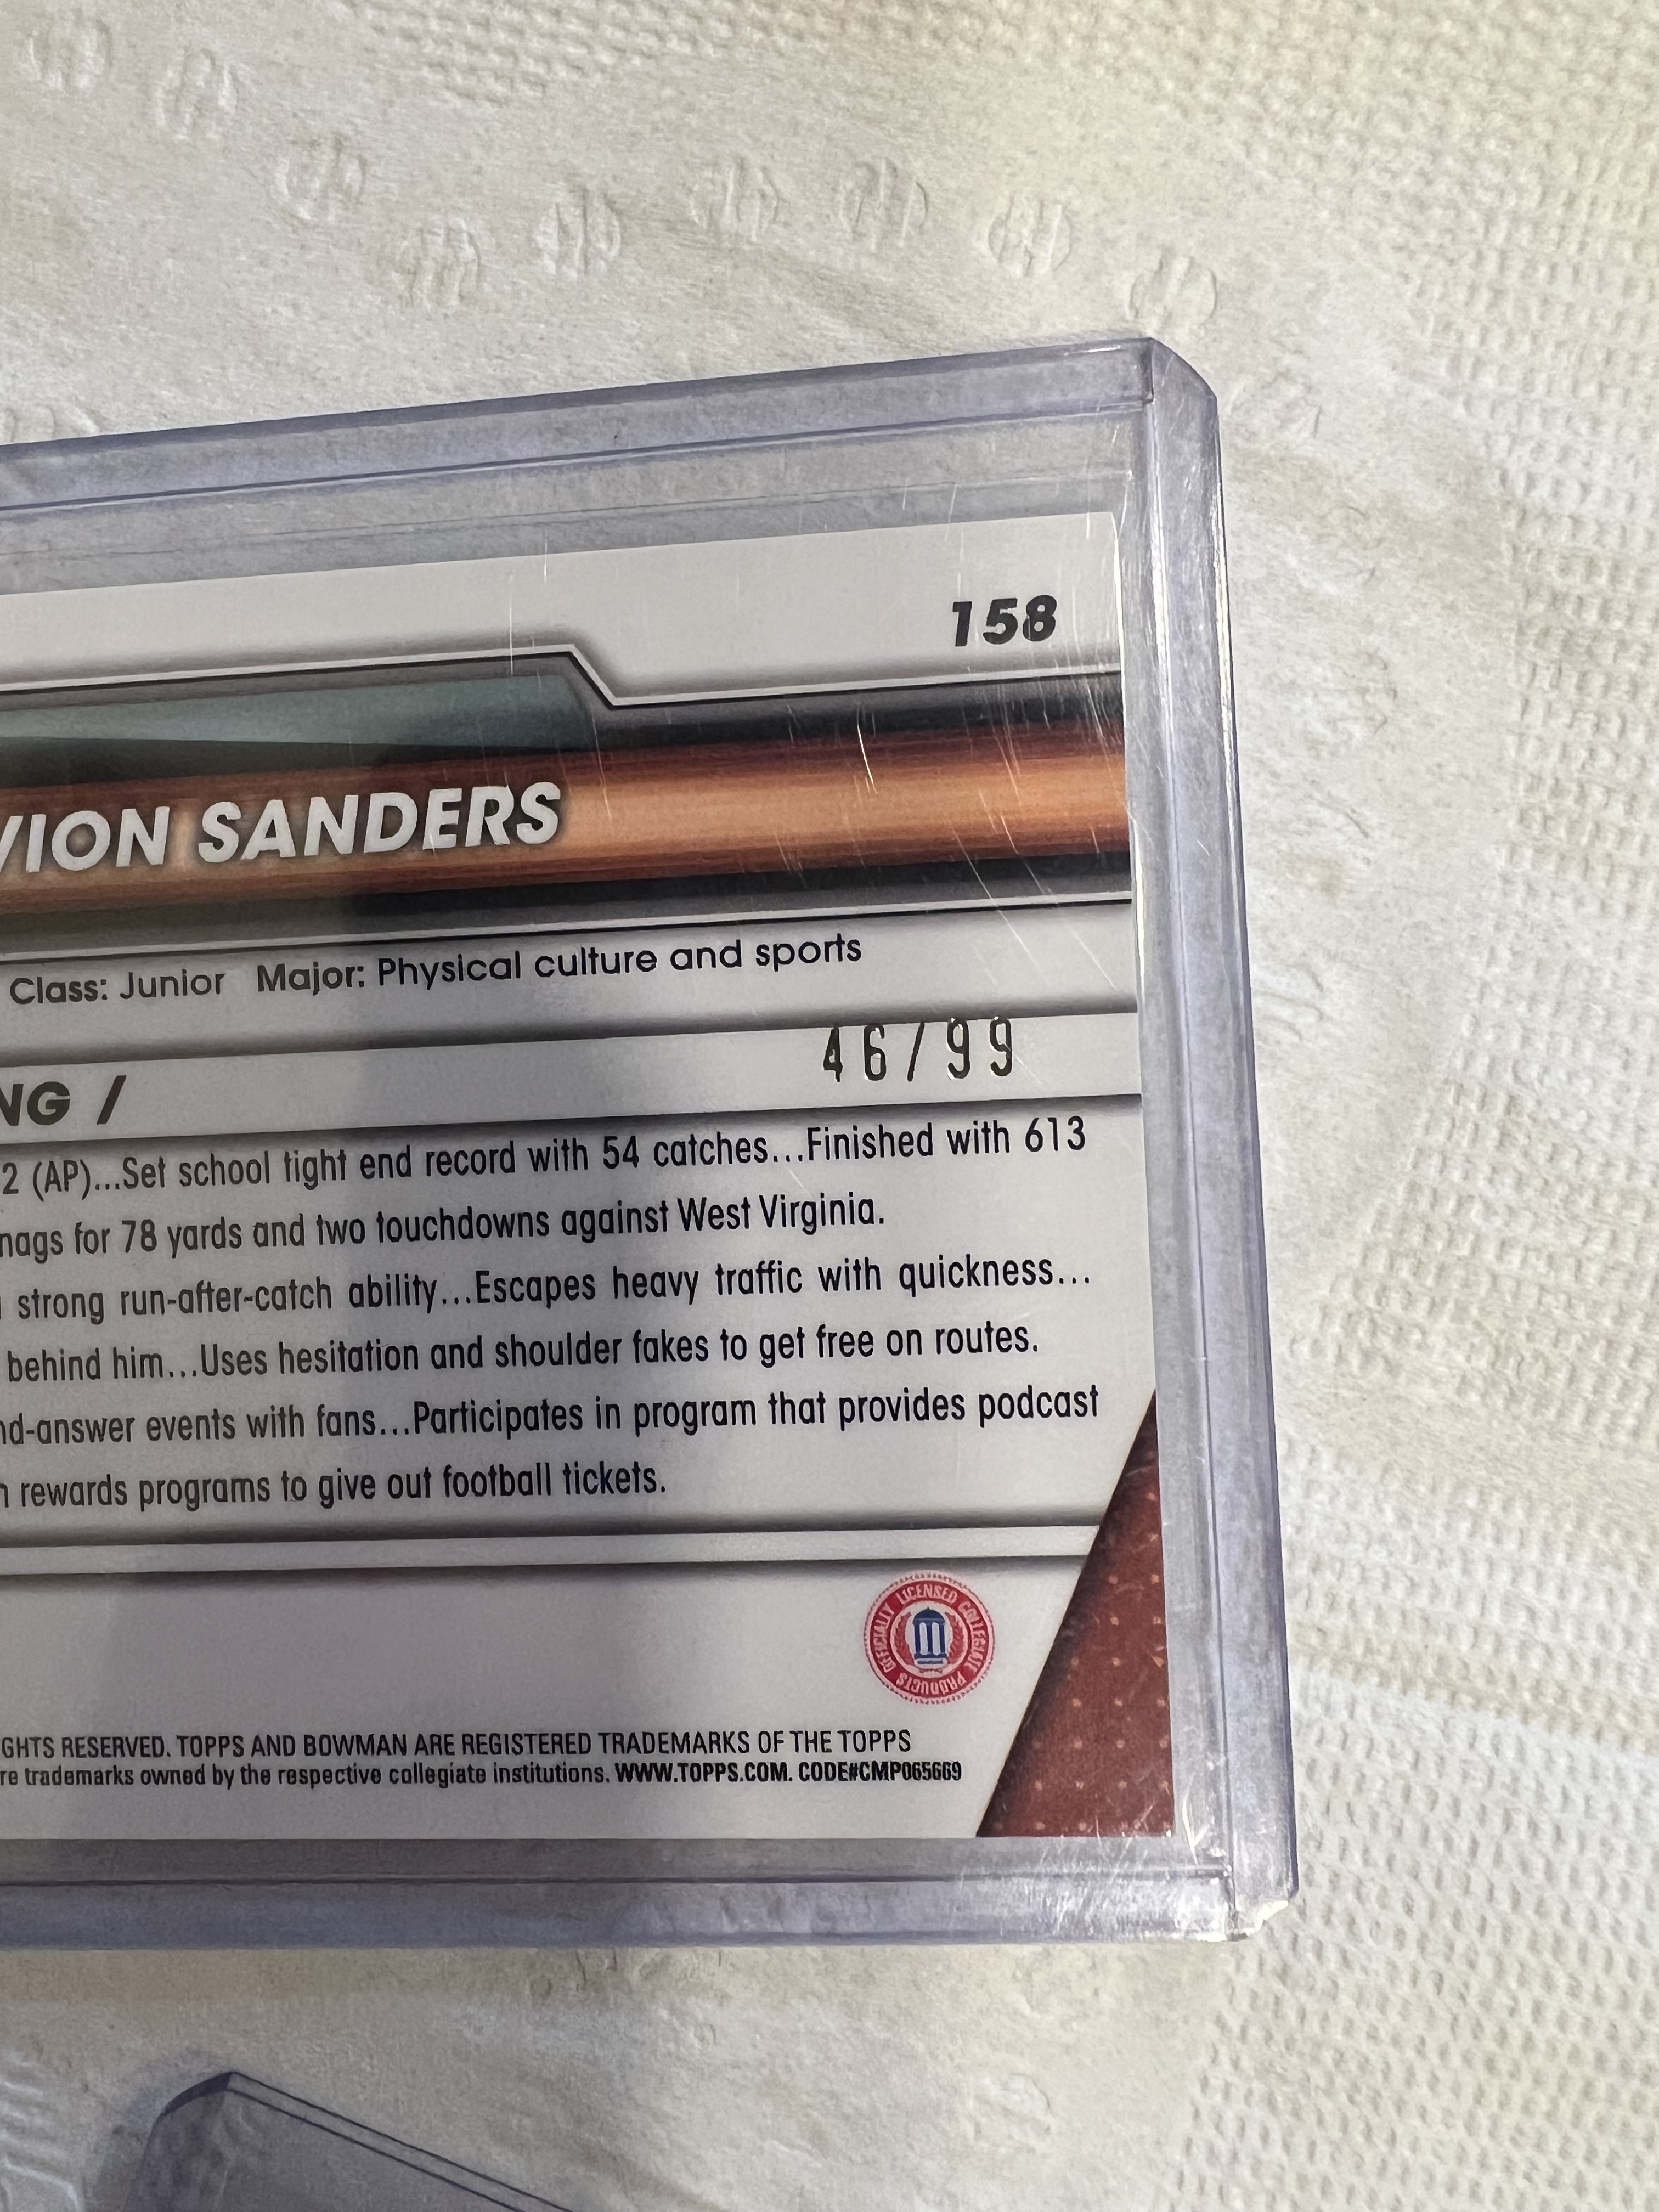 158
VION SANDERS
Class: Junior Major: Physical culture and sports
46/99
NG /
2 (AP)...Set school tight end record with 54 catches...Finished with 613
nags for 78 yards and two touchdowns against West Virginia.
strong run-after-catch ability...Escapes heavy traffic with quickness...
behind him...Uses hesitation and shoulder fakes to get free on routes.
nd-answer events with fans...Participates in program that provides podcast
h rewards programs to give out football tickets.
OFFICIALLY LICENSED COLLEGIATE PRODUCTS
GHTS RESERVED. TOPPS AND BOWMAN ARE REGISTERED TRADEMARKS OF THE TOPPS
re trademarks owned by the respective collegiate institutions. WWW.TOPPS.COM. CODE#CMP065669